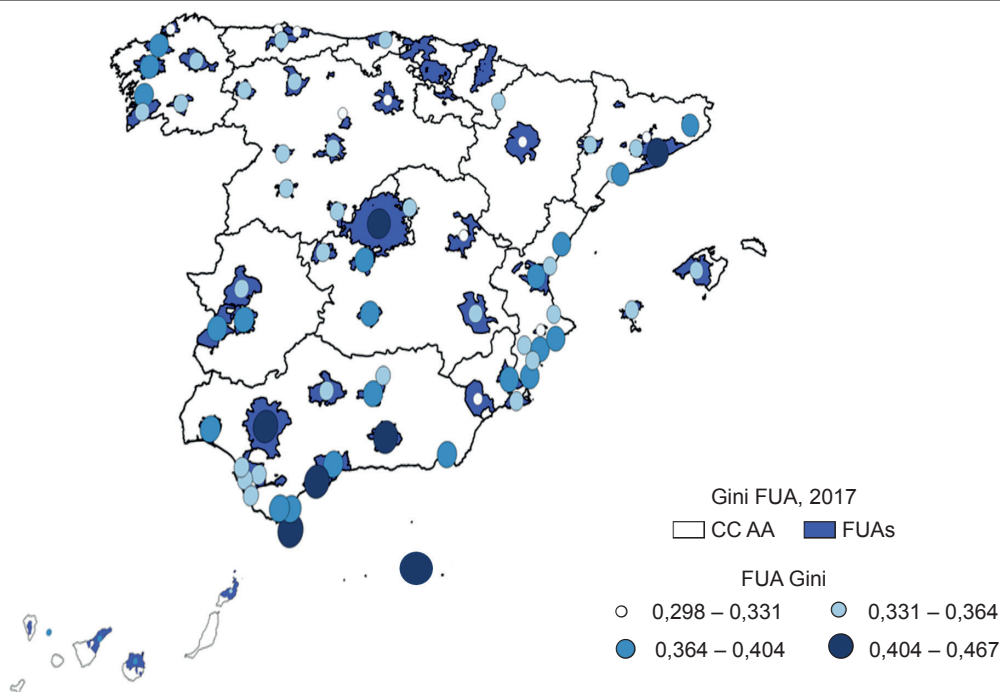 Gini FUA, 2017
CC AA FUAs
FUA Gini
0,298 – 0,331 0,331 – 0,364
0,364 – 0,404 0,404 – 0,467